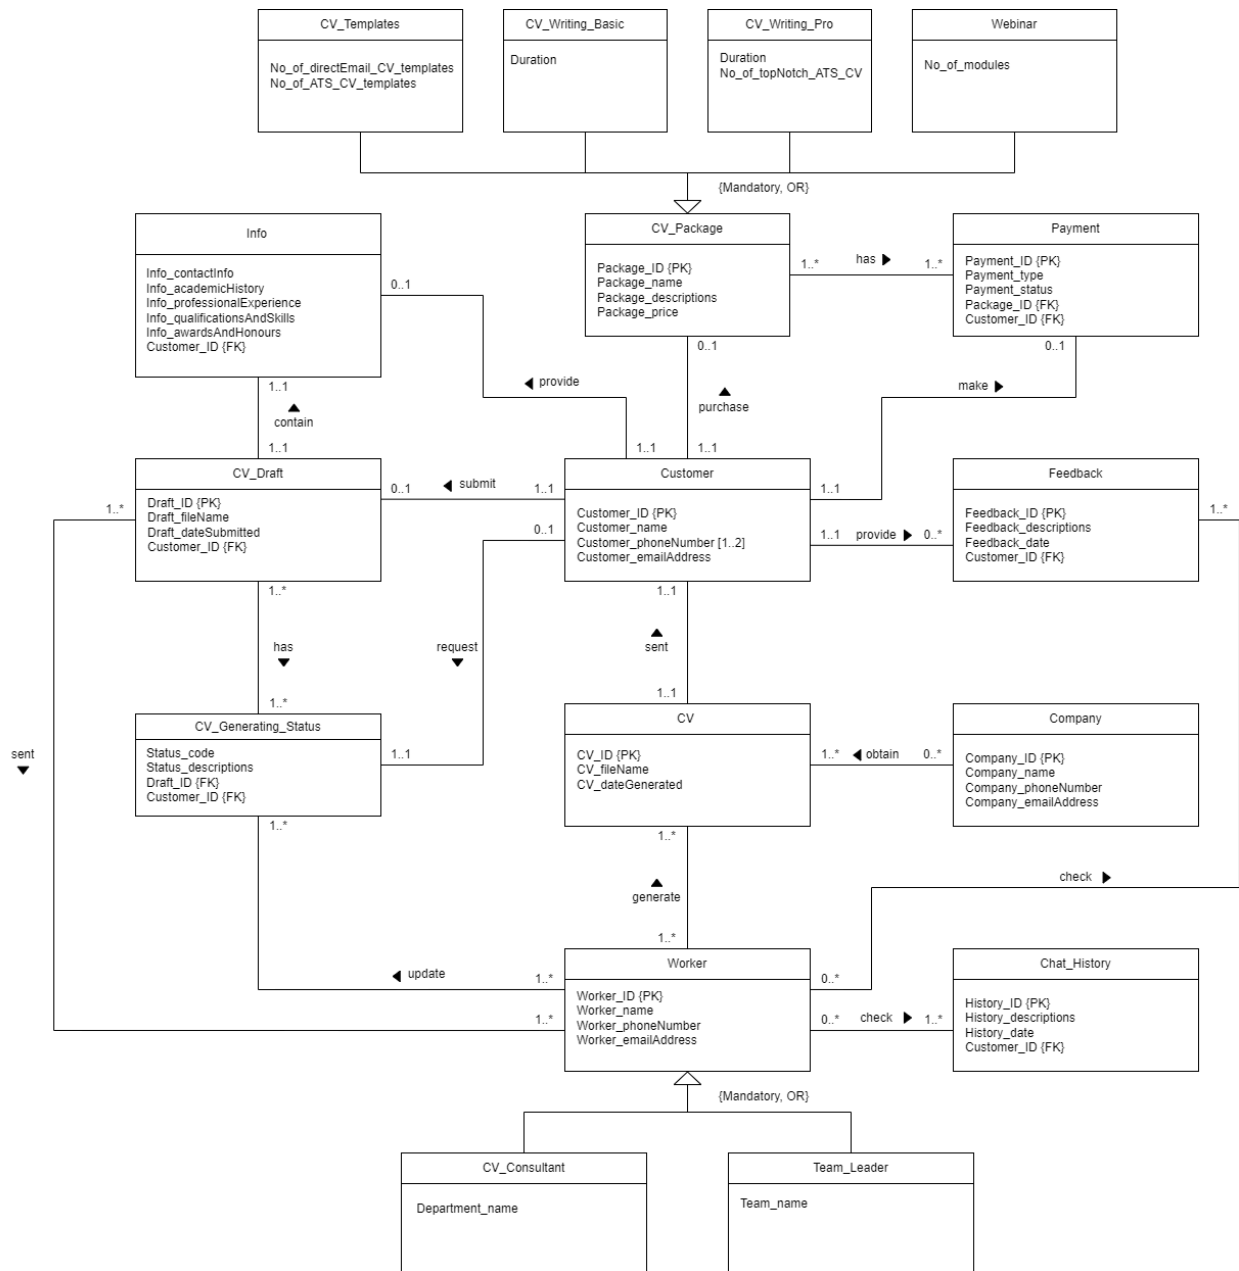 CV_Templates
No_of_directEmail_CV_templates
No_of_ATS_CV_templates
CV_Writing_Basic
Duration
CV_Writing_Pro
Duration
No_of_topNotch_ATS_CV
Webinar
No_of_modules
{Mandatory, OR}
Info
Info_contactInfo
Info_academicHistory
Info_professionalExperience
Info_qualificationsAndSkills
Info_awardsAndHonours
Customer_ID {FK}
0..1
CV_Package
Package_ID {PK}
Package_name
Package_descriptions
Package_price
1..*
has
1..*
Payment
Payment_ID {PK}
Payment_type
Payment_status
Package_ID {FK}
Customer_ID {FK}
0..1
0..1
1..1
provide
make
purchase
contain
1..1
1..1
1..1
CV_Draft
Draft_ID {PK}
Draft_fileName
Draft_dateSubmitted
Customer_ID {FK}
1..*
0..1
submit
1..1
0..1
Customer
Customer_ID {PK}
Customer_name
Customer_phoneNumber [1..2]
Customer_emailAddress
1..1
1..1
provide
0..*
Feedback
Feedback_ID {PK}
Feedback_descriptions
Feedback_date
Customer_ID {FK}
1..*
1..*
1..1
has
request
sent
1..*
1..1
CV_Generating_Status
Status_code
Status_descriptions
Draft_ID {FK}
Customer_ID {FK}
sent
1..1
CV
CV_ID {PK}
CV_fileName
CV_dateGenerated
1..*
obtain
0..*
Company
Company_ID {PK}
Company_name
Company_phoneNumber
Company_emailAddress
1..*
1..*
check
generate
1..*
update
1..*
1..*
Worker
Worker_ID {PK}
Worker_name
Worker_phoneNumber
Worker_emailAddress
0..*
0..*
check
1..*
Chat_History
History_ID {PK}
History_descriptions
History_date
Customer_ID {FK}
{Mandatory, OR}
CV_Consultant
Department_name
Team_Leader
Team_name